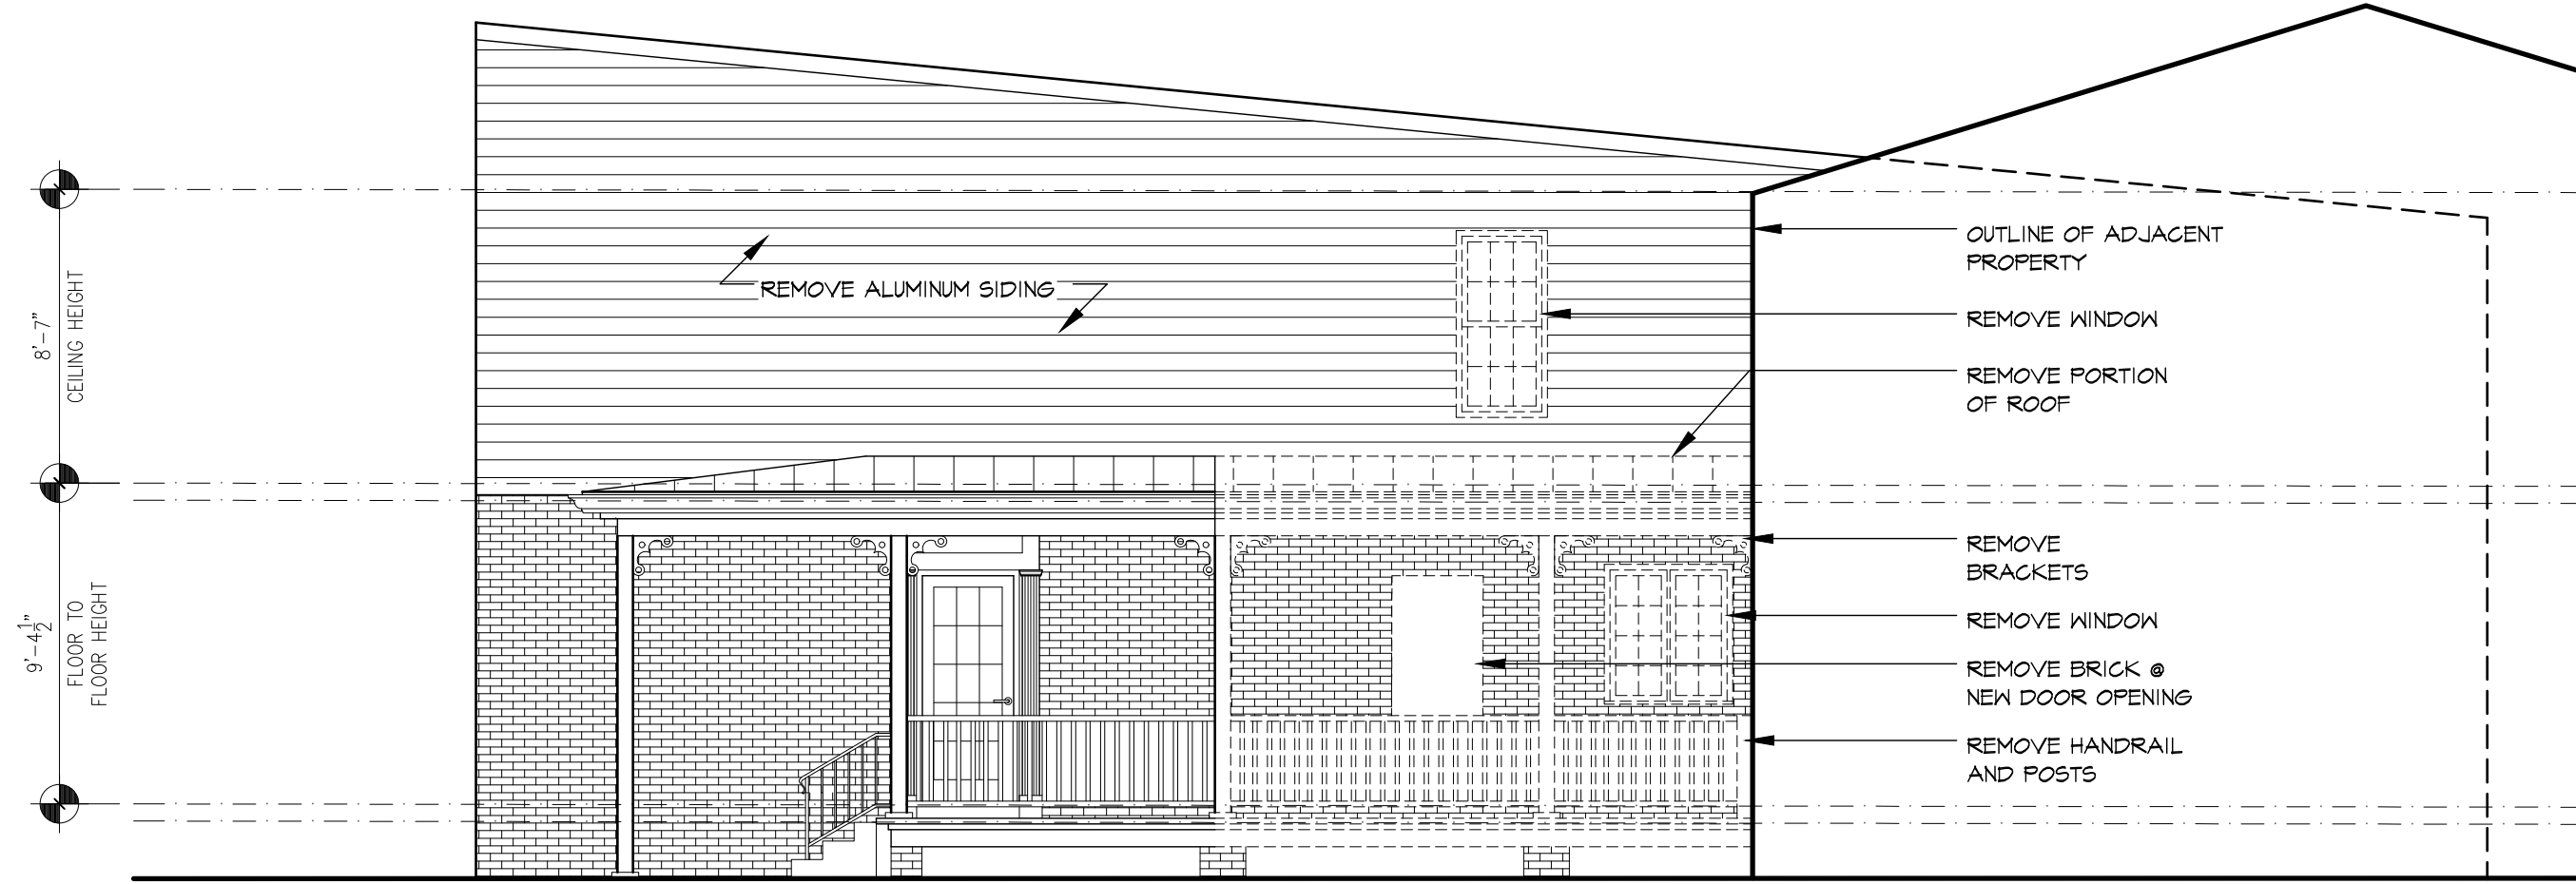 8'-7"
CEILING HEIGHT
9'-4 1/2"
FLOOR TO
FLOOR HEIGHT
REMOVE ALUMINUM SIDING
OUTLINE OF ADJACENT
PROPERTY
REMOVE WINDOW
REMOVE PORTION
OF ROOF
REMOVE
BRACKETS
REMOVE WINDOW
REMOVE BRICK @
NEW DOOR OPENING
REMOVE HANDRAIL
AND POSTS